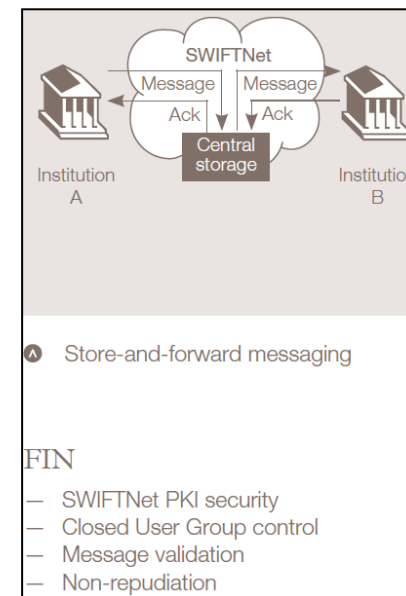 SWIFTNet
Message Message
Ack Ack
Central
storage
Institution
A
Institutio
B
Store-and-forward messaging
FIN
— SWIFTNet PKI security
— Closed User Group control
— Message validation
— Non-repudiation